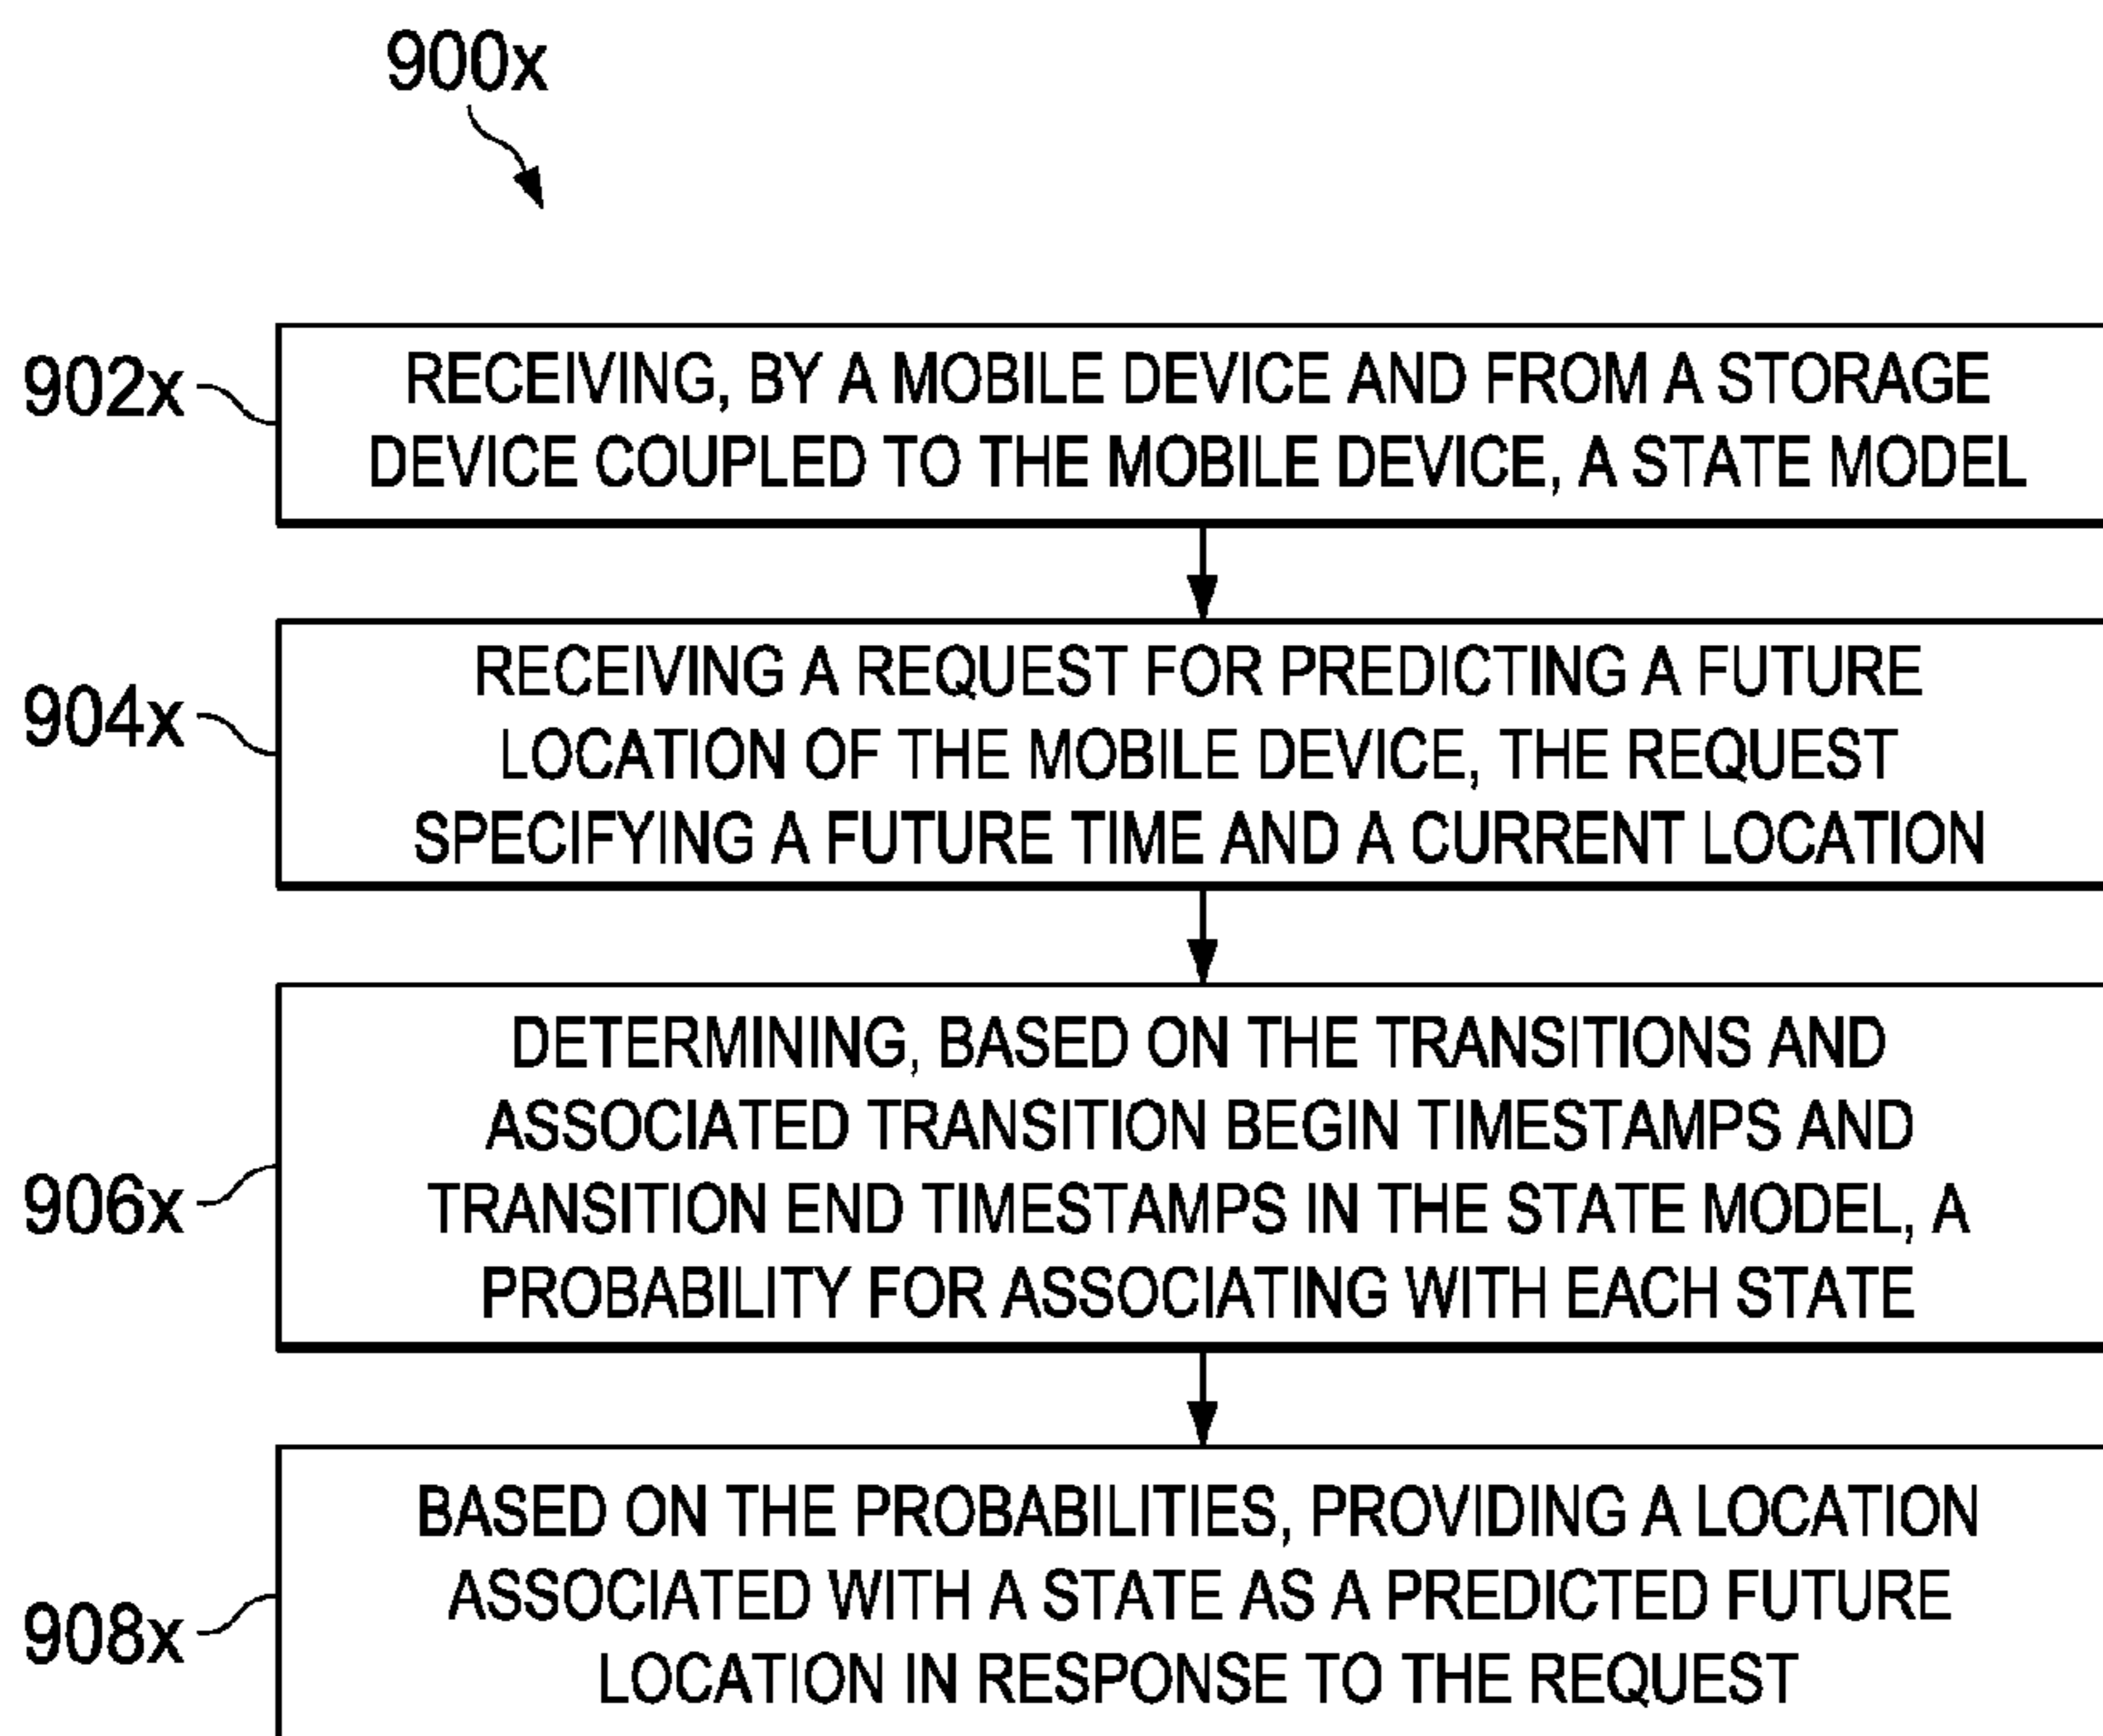 900x
902x
RECEIVING, BY A MOBILE DEVICE AND FROM A STORAGE
DEVICE COUPLED TO THE MOBILE DEVICE, A STATE MODEL
904x
RECEIVING A REQUEST FOR PREDICTING A FUTURE
LOCATION OF THE MOBILE DEVICE, THE REQUEST
SPECIFYING A FUTURE TIME AND A CURRENT LOCATION
906x
DETERMINING, BASED ON THE TRANSITIONS AND
ASSOCIATED TRANSITION BEGIN TIMESTAMPS AND
TRANSITION END TIMESTAMPS IN THE STATE MODEL, A
PROBABILITY FOR ASSOCIATING WITH EACH STATE
908x
BASED ON THE PROBABILITIES, PROVIDING A LOCATION
ASSOCIATED WITH A STATE AS A PREDICTED FUTURE
LOCATION IN RESPONSE TO THE REQUEST